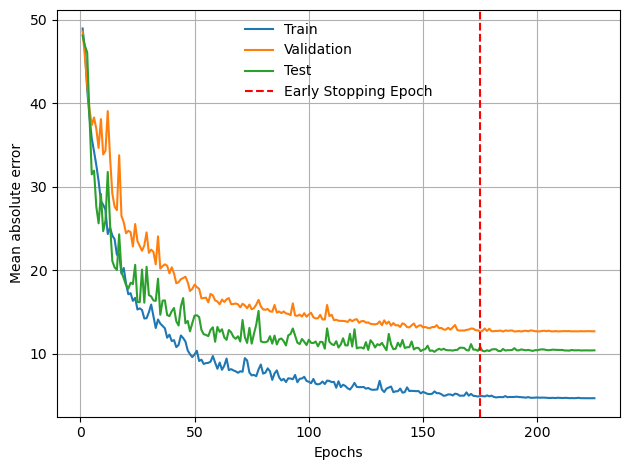 50
40
30
20
10
0
50
100
150
200
Mean absolute error
Epochs
Train
Validation
Test
Early Stopping Epoch